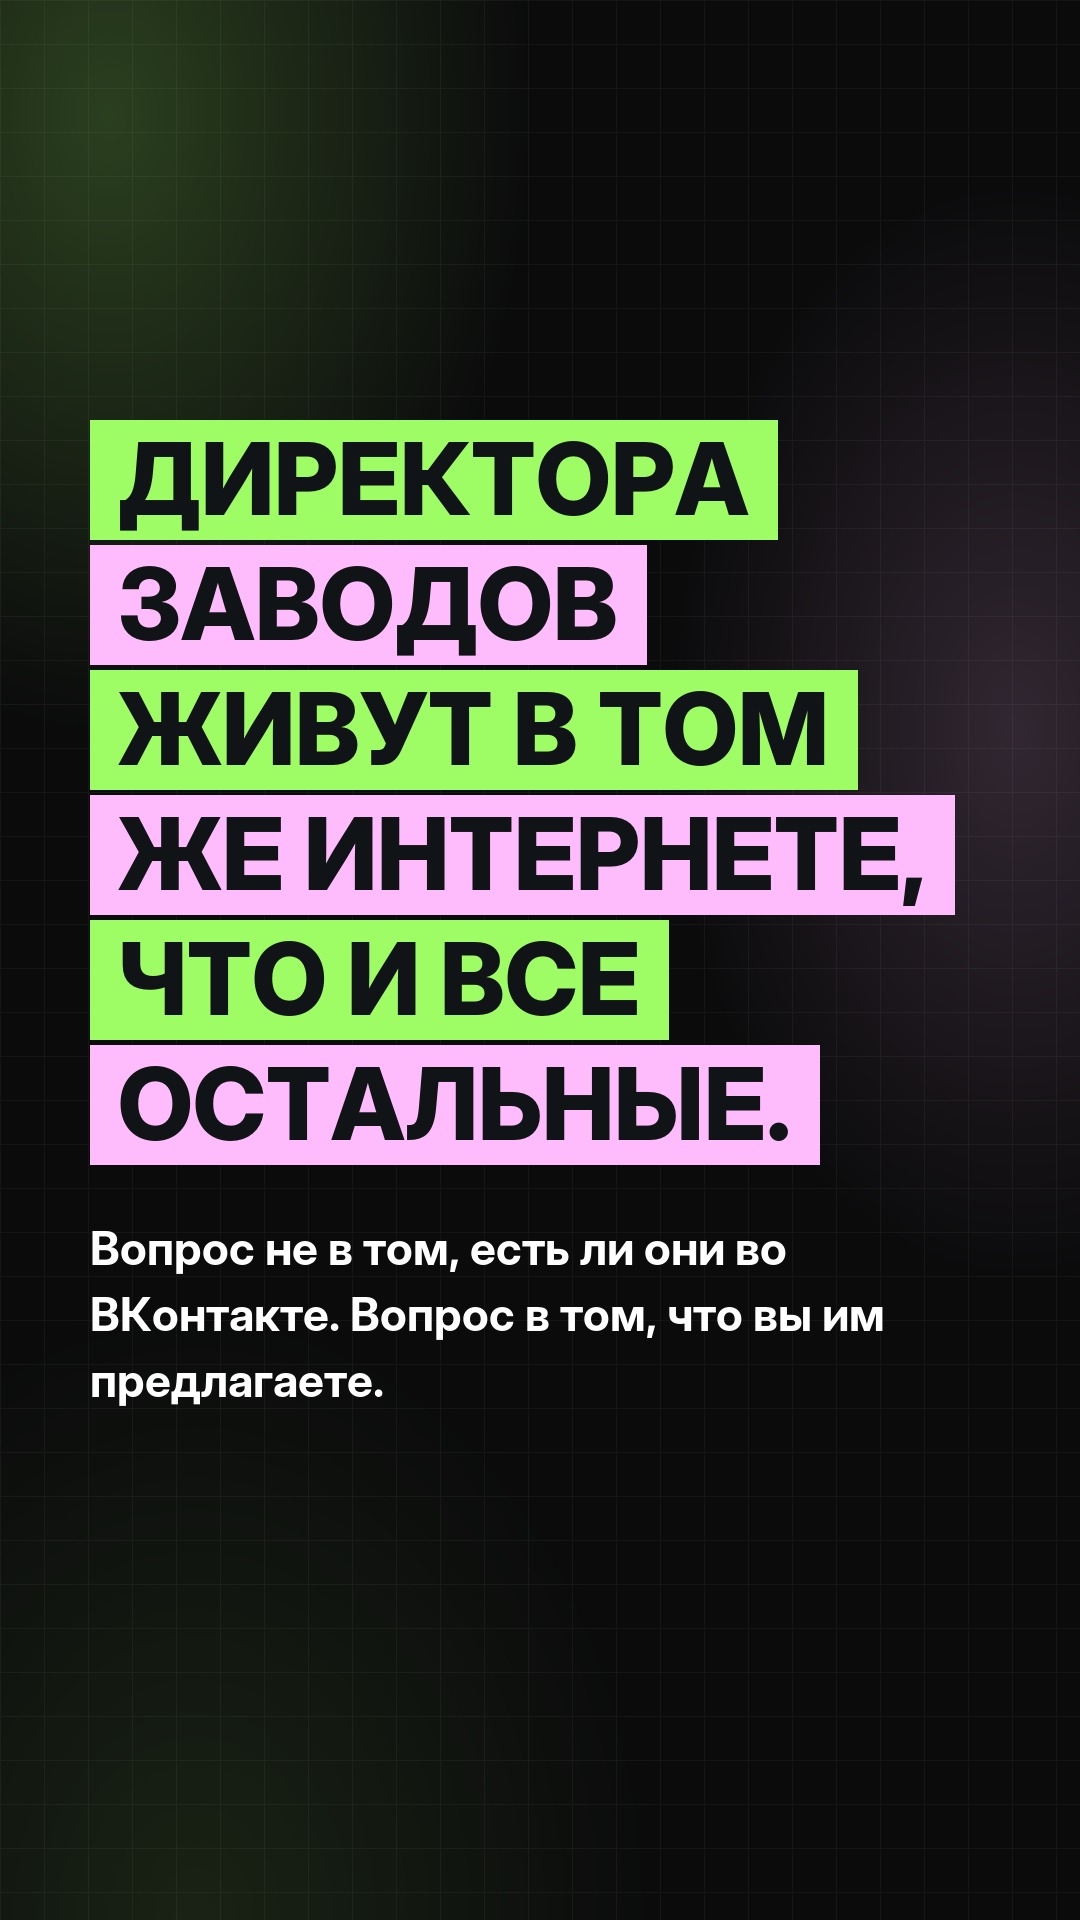 ДИРЕКТОРА
ЗАВОДОВ
ЖИВУТ В ТОМ
ЖЕ ИНТЕРНЕТЕ,
ЧТО И ВСЕ
ОСТАЛЬНЫЕ.
Вопрос не в том, есть ли они во
ВКонтакте. Вопрос в том, что вы им
предлагаете.